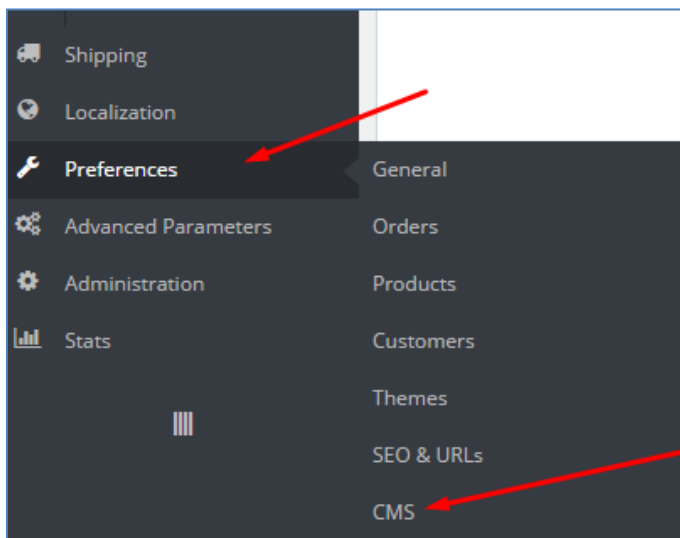 Shipping
Localization
Preferences
General
Advanced Parameters
Orders
Administration
Products
Stats
Customers
Themes
SEO & URLs
CMS